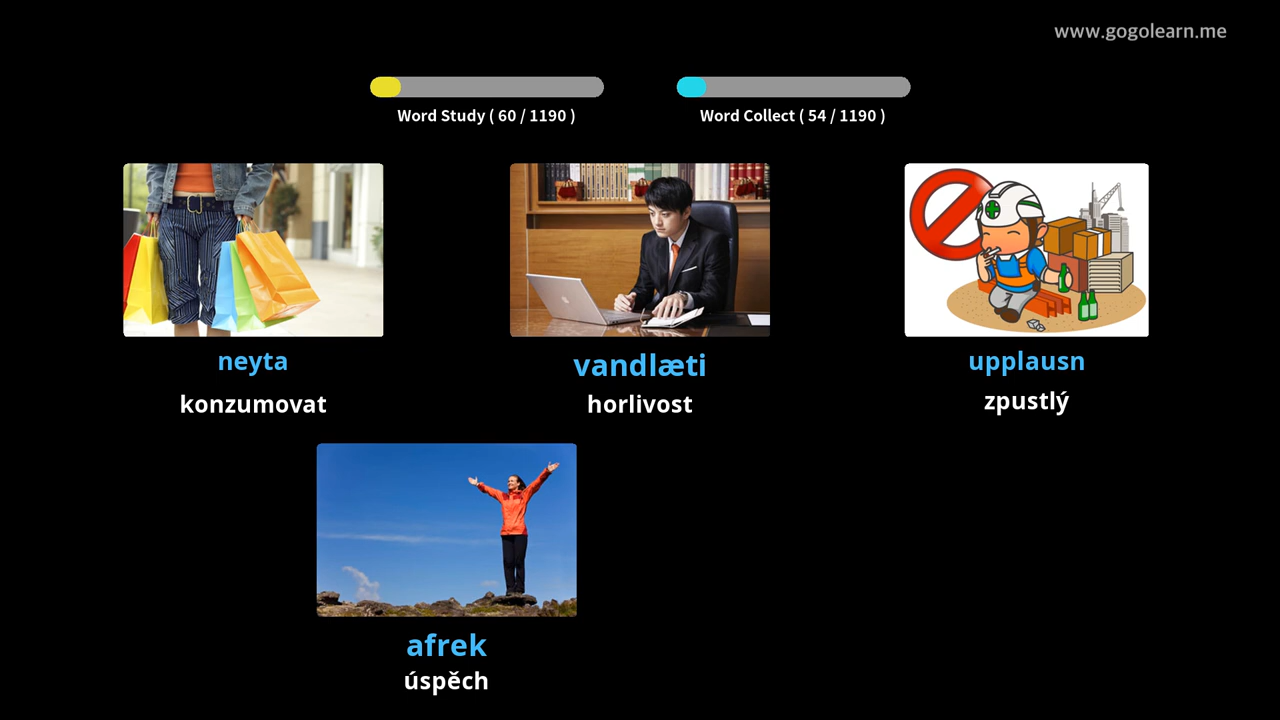 www.gogolearn.me
Word Study ( 60 / 1190 )
Word Collect ( 54 / 1190 )
neyta
konzumovat
vandlæti
horlivost
upplausn
zpustlý
afrek
úspěch